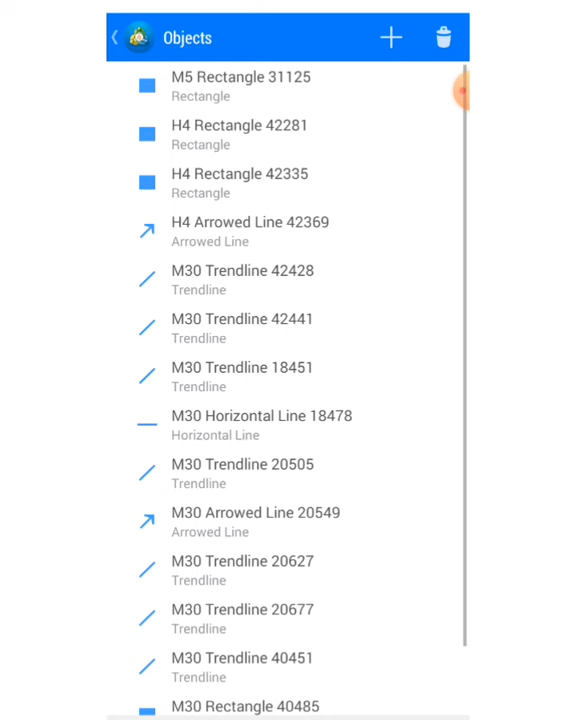 Objects
M5 Rectangle 31125
Rectangle
H4 Rectangle 42281
Rectangle
H4 Rectangle 42335
Rectangle
H4 Arrowed Line 42369
Arrowed Line
M30 Trendline 42428
Trendline
M30 Trendline 42441
Trendline
M30 Trendline 18451
Trendline
M30 Horizontal Line 18478
Horizontal Line
M30 Trendline 20505
Trendline
M30 Arrowed Line 20549
Arrowed Line
M30 Trendline 20627
Trendline
M30 Trendline 20677
Trendline
M30 Trendline 40451
Trendline
M30 Rectangle 40485